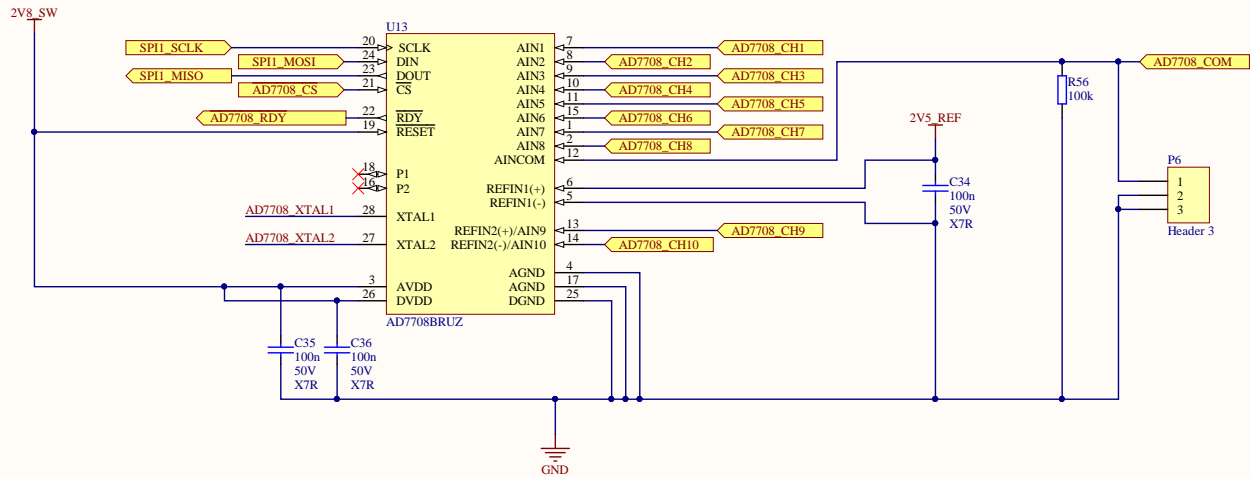 2V8_SW
U13
SPI1_SCLK 20 SCLK AIN1 7 AD7708_CH1
SPI1_MOSI 24 DIN AIN2 8 AD7708_CH2
SPI1_MISO 23 DOUT AIN3 9 AD7708_CH3
AD7708_CS 21 CS AIN4 10 AD7708_CH4
AIN5 11 AD7708_CH5
AD7708_RDY 22 RDY AIN6 15 AD7708_CH6
19 RESET AIN7 1 AD7708_CH7
AIN8 2 AD7708_CH8
AINCOM 12
AD7708_COM
R56
100k
2V5_REF
18 P1
16 P2
REFIN1(+) 6
REFIN1(-) 5
C34
100n
50V
X7R
P6
1
2
3
Header 3
AD7708_XTAL1 28 XTAL1
REFIN2(+)/AIN9 13 AD7708_CH9
AD7708_XTAL2 27 XTAL2 REFIN2(-)/AIN10 14 AD7708_CH10
AGND 4
3 AVDD AGND 17
26 DVDD DGND 25
AD7708BRUZ
C35
100n
50V
X7R
C36
100n
50V
X7R
GND